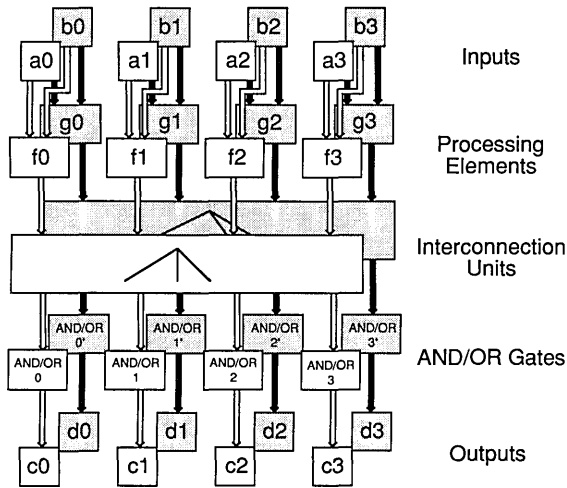 b0 b1 b2 b3
a0 a1 a2 a3 Inputs
g0 g1 g2 g3
f0 f1 f2 f3
Processing
Elements
Interconnection
Units
AND/OR 0' AND/OR 1' AND/OR 2' AND/OR 3'
AND/OR 0 AND/OR 1 AND/OR 2 AND/OR 3 AND/OR Gates
d0 d1 d2 d3
c0 c1 c2 c3 Outputs